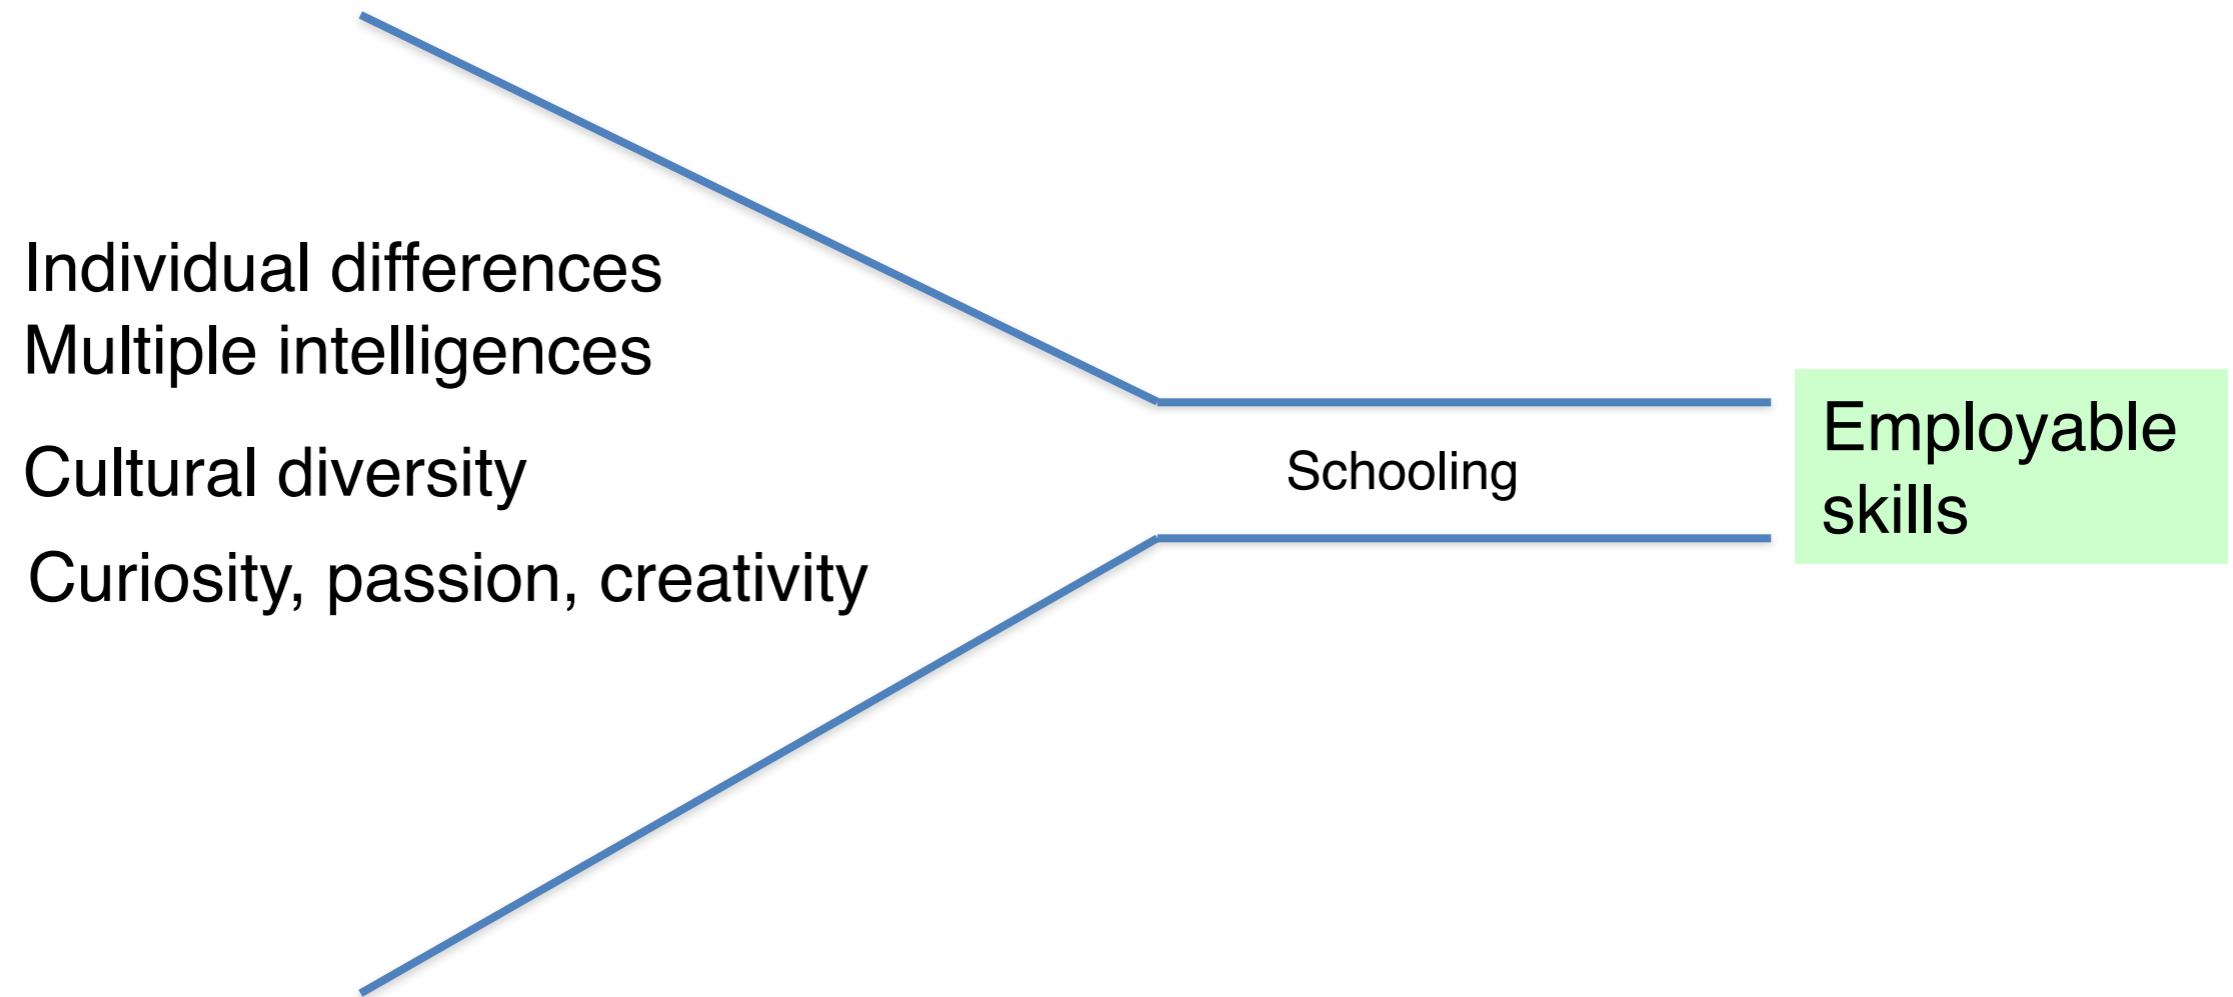 Individual differences
Multiple intelligences
Cultural diversity
Curiosity, passion, creativity
Schooling
Employable
skills